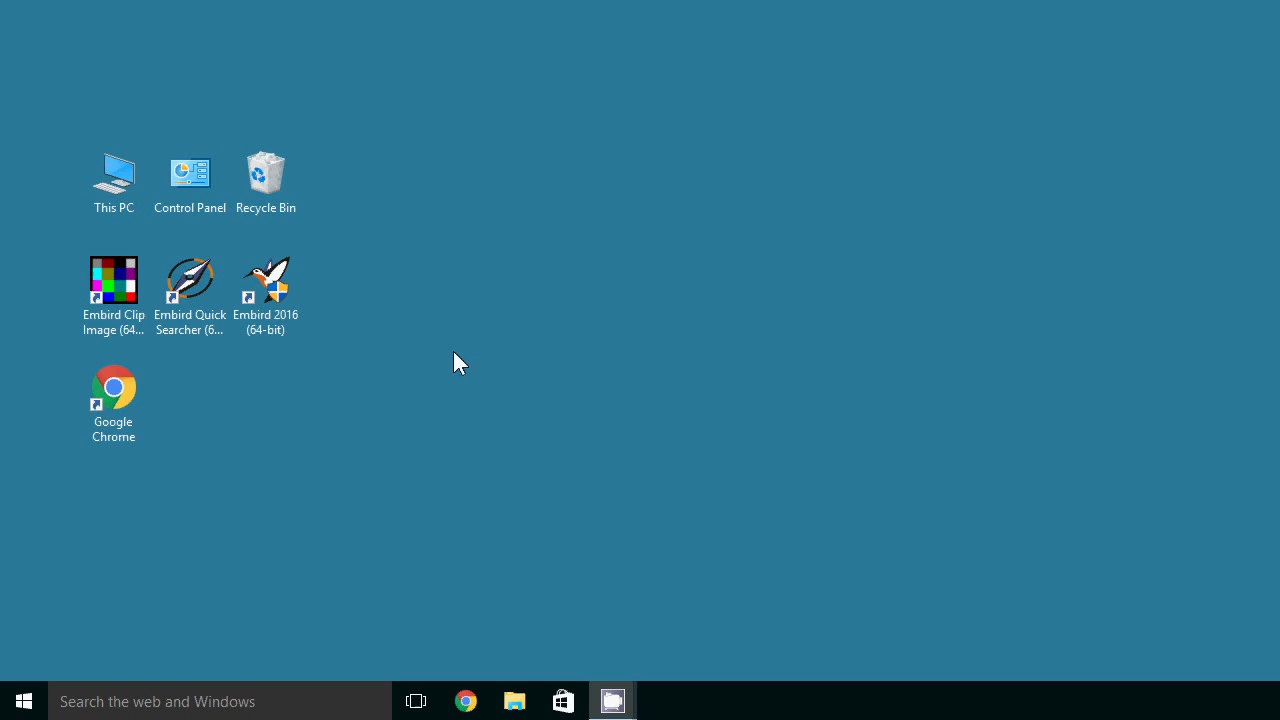 This PC
Control Panel
Recycle Bin
Embird Clip
Image (64...
Embird Quick
Searcher (6...
Embird 2016
(64-bit)
Google
Chrome
Search the web and Windows